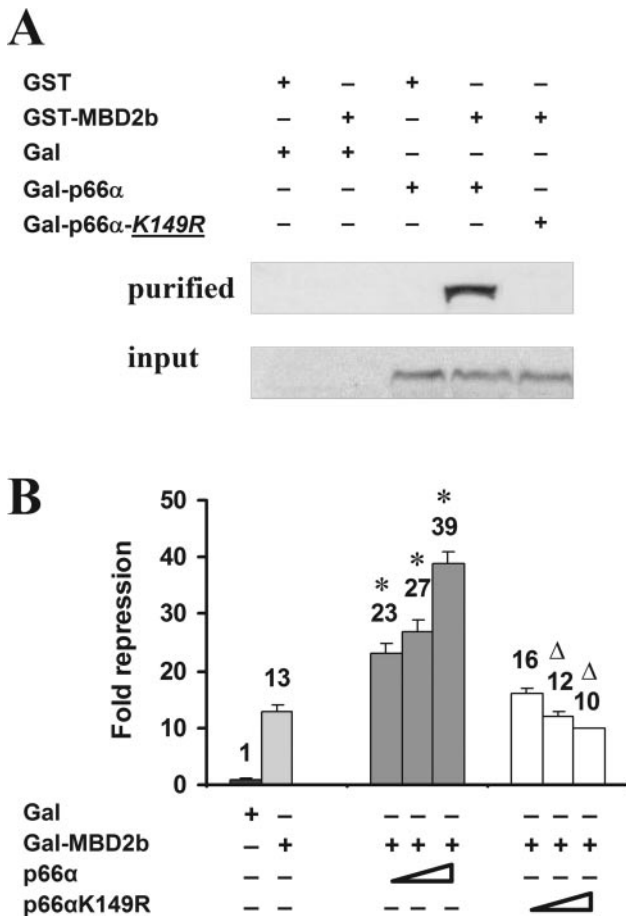 A
GST + – + – –
GST-MBD2b – + – + +
Gal + + – – –
Gal-p66α – – + + –
Gal-p66α-K149R – – – – +
purified
input
B
Fold repression
50
40
30
20
10
0
1
13
* 23
* 27
* 39
16
Δ 12
Δ 10
Gal + – – – – – – –
Gal-MBD2b – + + + + + + +
p66α – – – – –
p66αK149R – – – – –